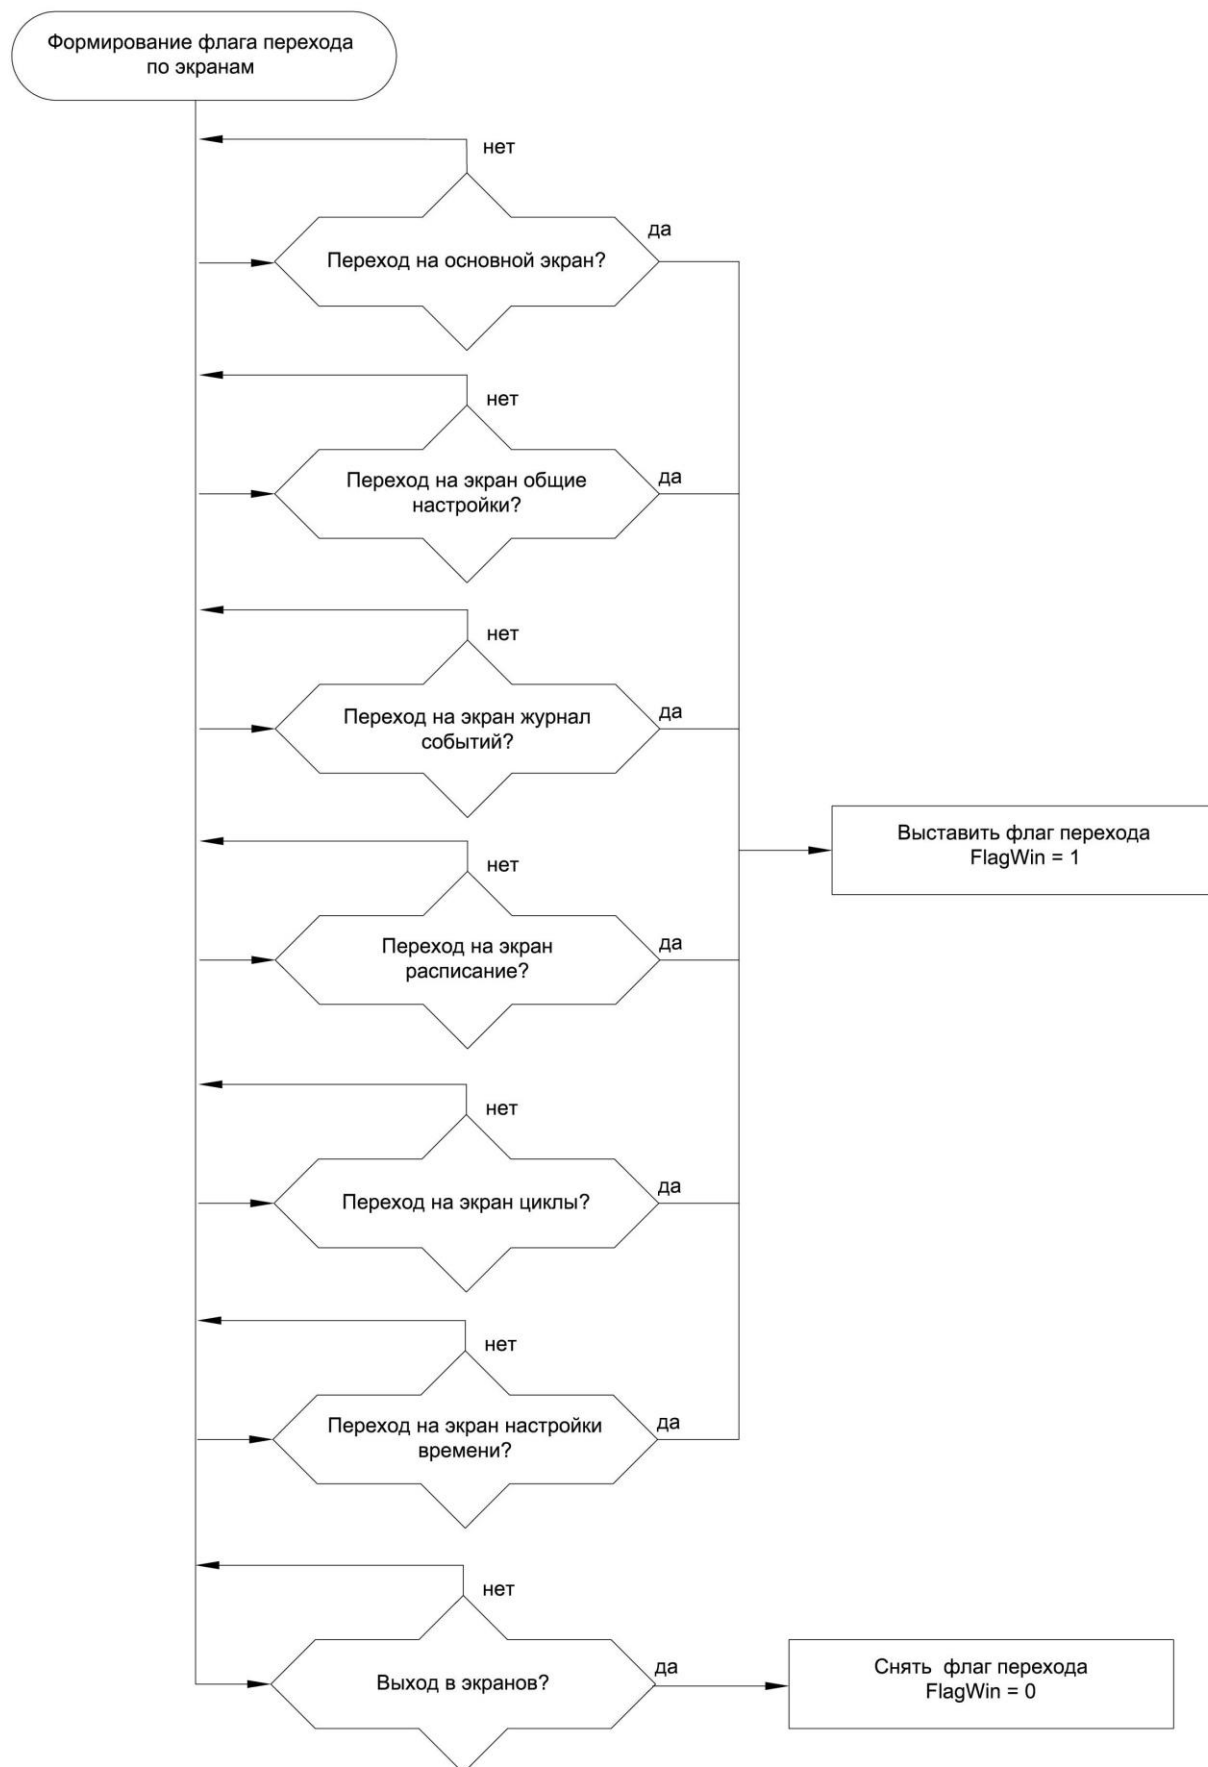 Формирование флага перехода
по экранам
нет
да
Переход на основной экран?
нет
да
Переход на экран общие
настройки?
нет
да
Переход на экран журнал
событий?
Выставить флаг перехода
FlagWin = 1
нет
да
Переход на экран
расписание?
нет
да
Переход на экран циклы?
нет
да
Переход на экран настройки
времени?
нет
да
Выход в экранов?
Снять  флаг перехода
FlagWin = 0